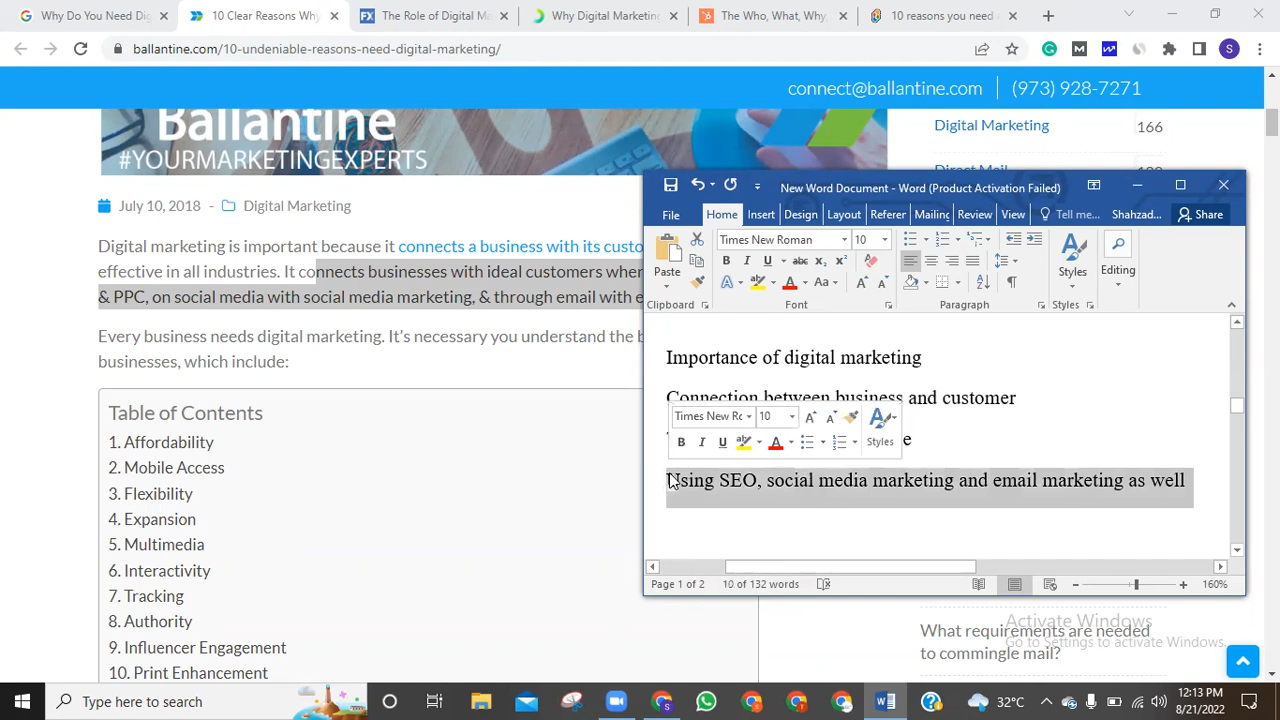 Why Do You Need Dig
10 Clear Reasons Why
The Role of Digital Ma
Why Digital Marketing
The Who, What, Why,
10 reasons you need
ballantine.com/10-undeniable-reasons-need-digital-marketing/
connect@ballantine.com
(973) 928-7271
Ballantine
#YOURMARKETINGEXPERTS
Digital Marketing 166
July 10, 2018 - Digital Marketing
Digital marketing is important because it connects a business with its custo
effective in all industries. It connects businesses with ideal customers wher
& PPC, on social media with social media marketing, & through email with e
Every business needs digital marketing. It's necessary you understand the b
businesses, which include:
Table of Contents
1. Affordability
2. Mobile Access
3. Flexibility
4. Expansion
5. Multimedia
6. Interactivity
7. Tracking
8. Authority
9. Influencer Engagement
10. Print Enhancement
New Word Document - Word (Product Activation Failed)
File Home Insert Design Layout Referer Mailing Review View Tell me... Shahzad... Share
Times New Roman 10
Paste
Styles
Editing
Clipboard
Font
Paragraph
Styles
Importance of digital marketing
Connection between business and customer
Times New Rc 10
Styles
Using SEO, social media marketing and email marketing as well
Page 1 of 2 10 of 132 words 160%
What requirements are needed
to commingle mail?
Activate Windows
Go to Settings to activate Windows.
Type here to search
32°C
12:13 PM
8/21/2022